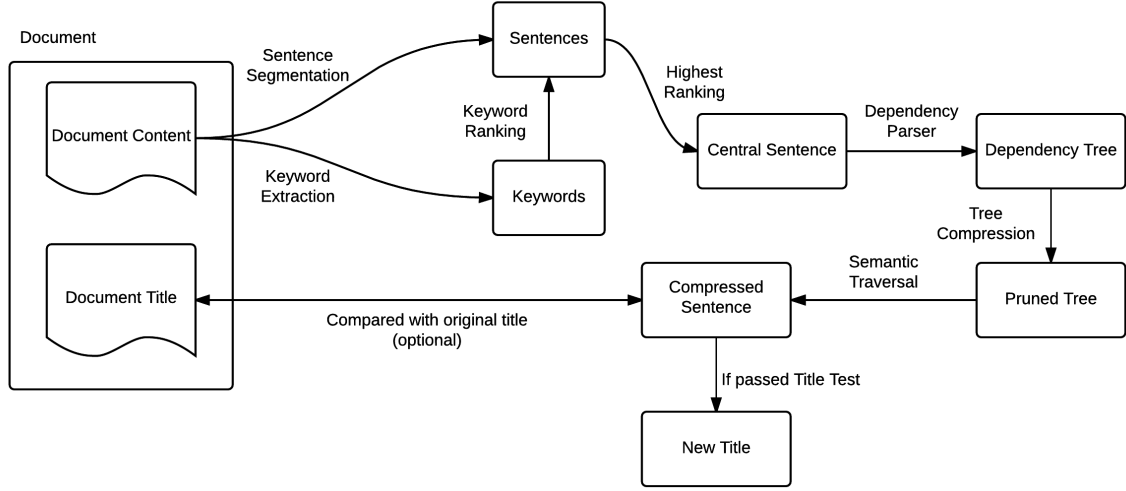 Document
Document Content
Sentence
Segmentation
Keyword
Extraction
Sentences
Keyword
Ranking
Keywords
Highest
Ranking
Central Sentence
Dependency
Parser
Dependency Tree
Tree
Compression
Pruned Tree
Semantic
Traversal
Compressed
Sentence
Document Title
Compared with original title
(optional)
If passed Title Test
New Title